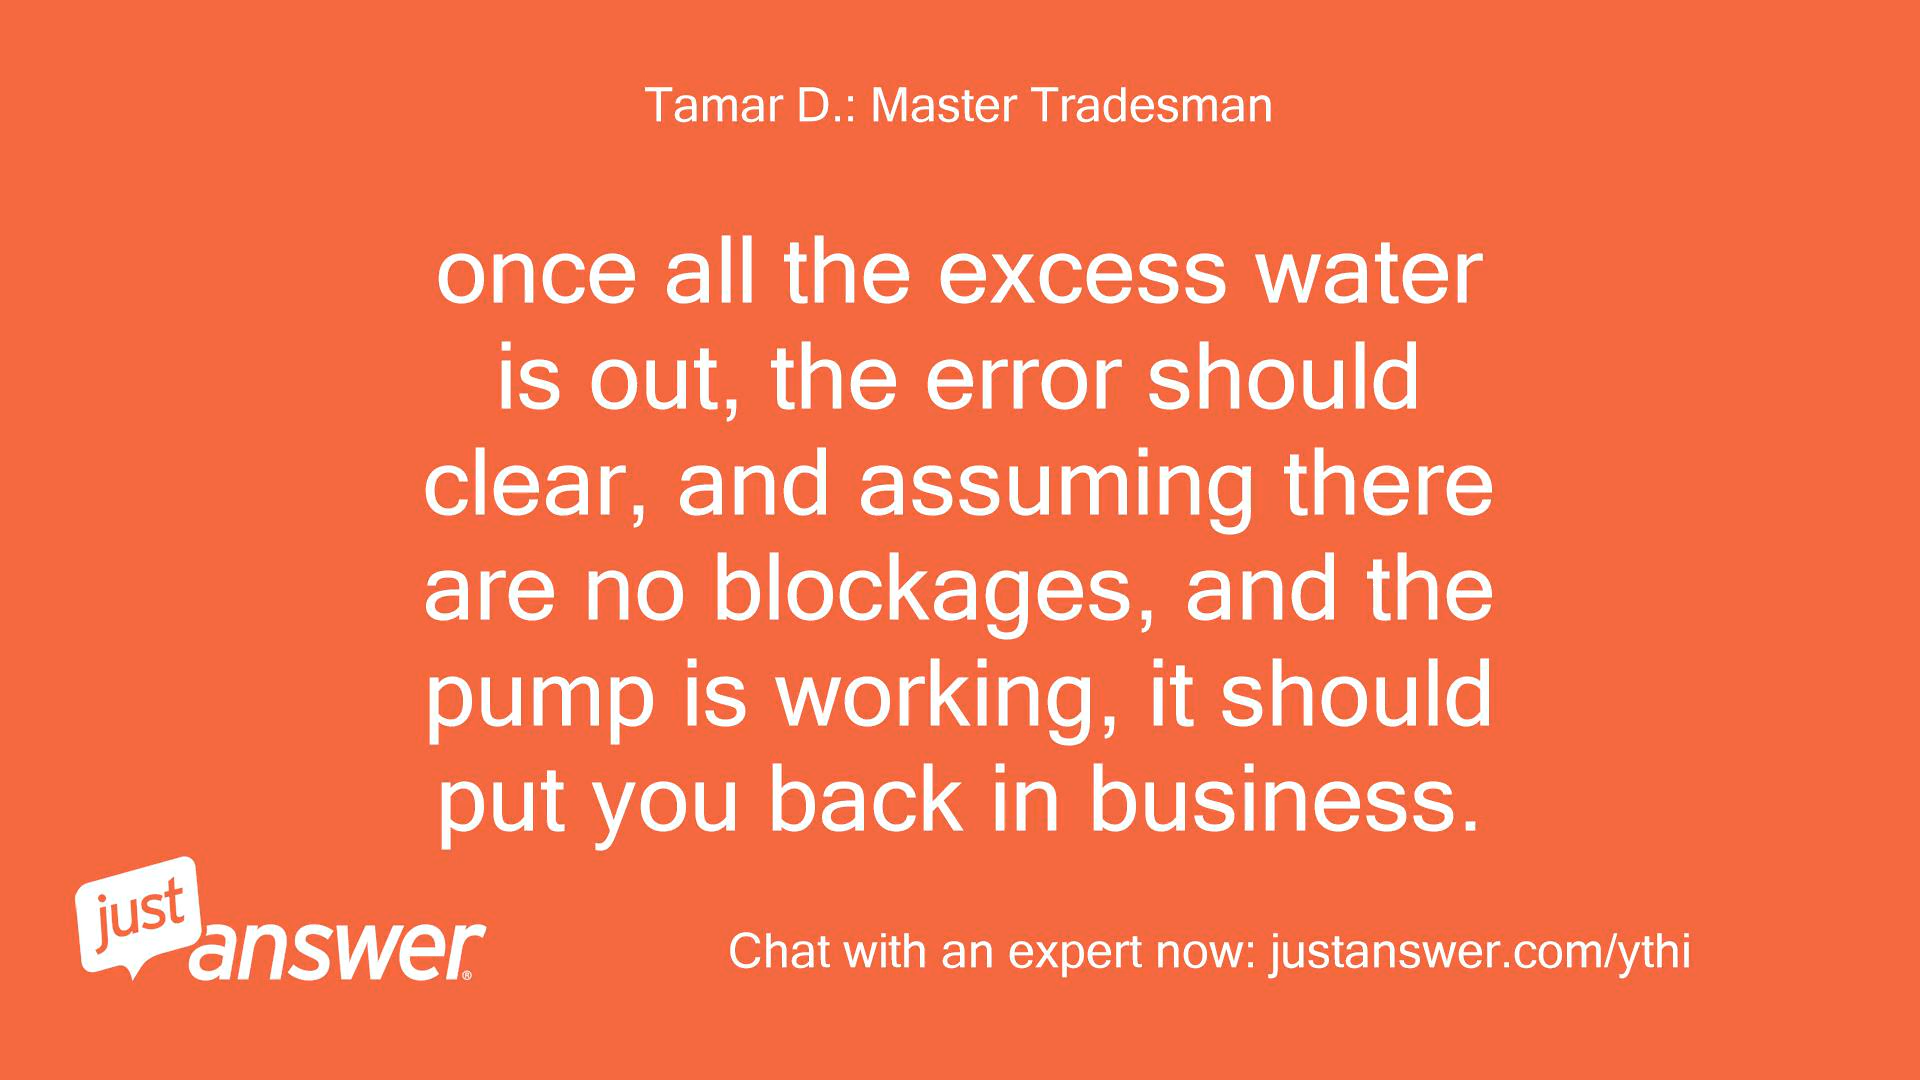 Tamar D.: Master Tradesman
once all the excess water
is out, the error should
clear, and assuming there
are no blockages, and the
pump is working, it should
put you back in business.
just
answer®
Chat with an expert now: justanswer.com/ythi